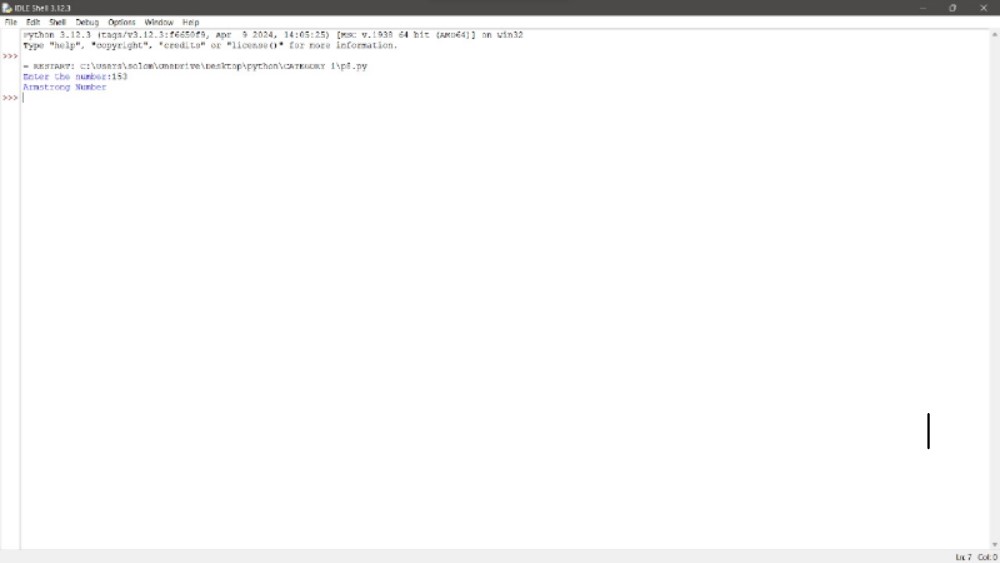 IDLE Shell 3.12.3
File Edit Shell Debug Options Window Help
Python 3.12.3 (tags/v3.12.3:f6650f9, Apr  9 2024, 14:05:25) [MSC v.1938 64 bit (AMD64)] on win32
Type "help", "copyright", "credits" or "license()" for more information.
>>>
= RESTART: C:\Users\solom\OneDrive\Desktop\python\CATEGORY 1\p8.py
Enter the number:153
Armstrong Number
>>>
Ln: 7 Col: 0